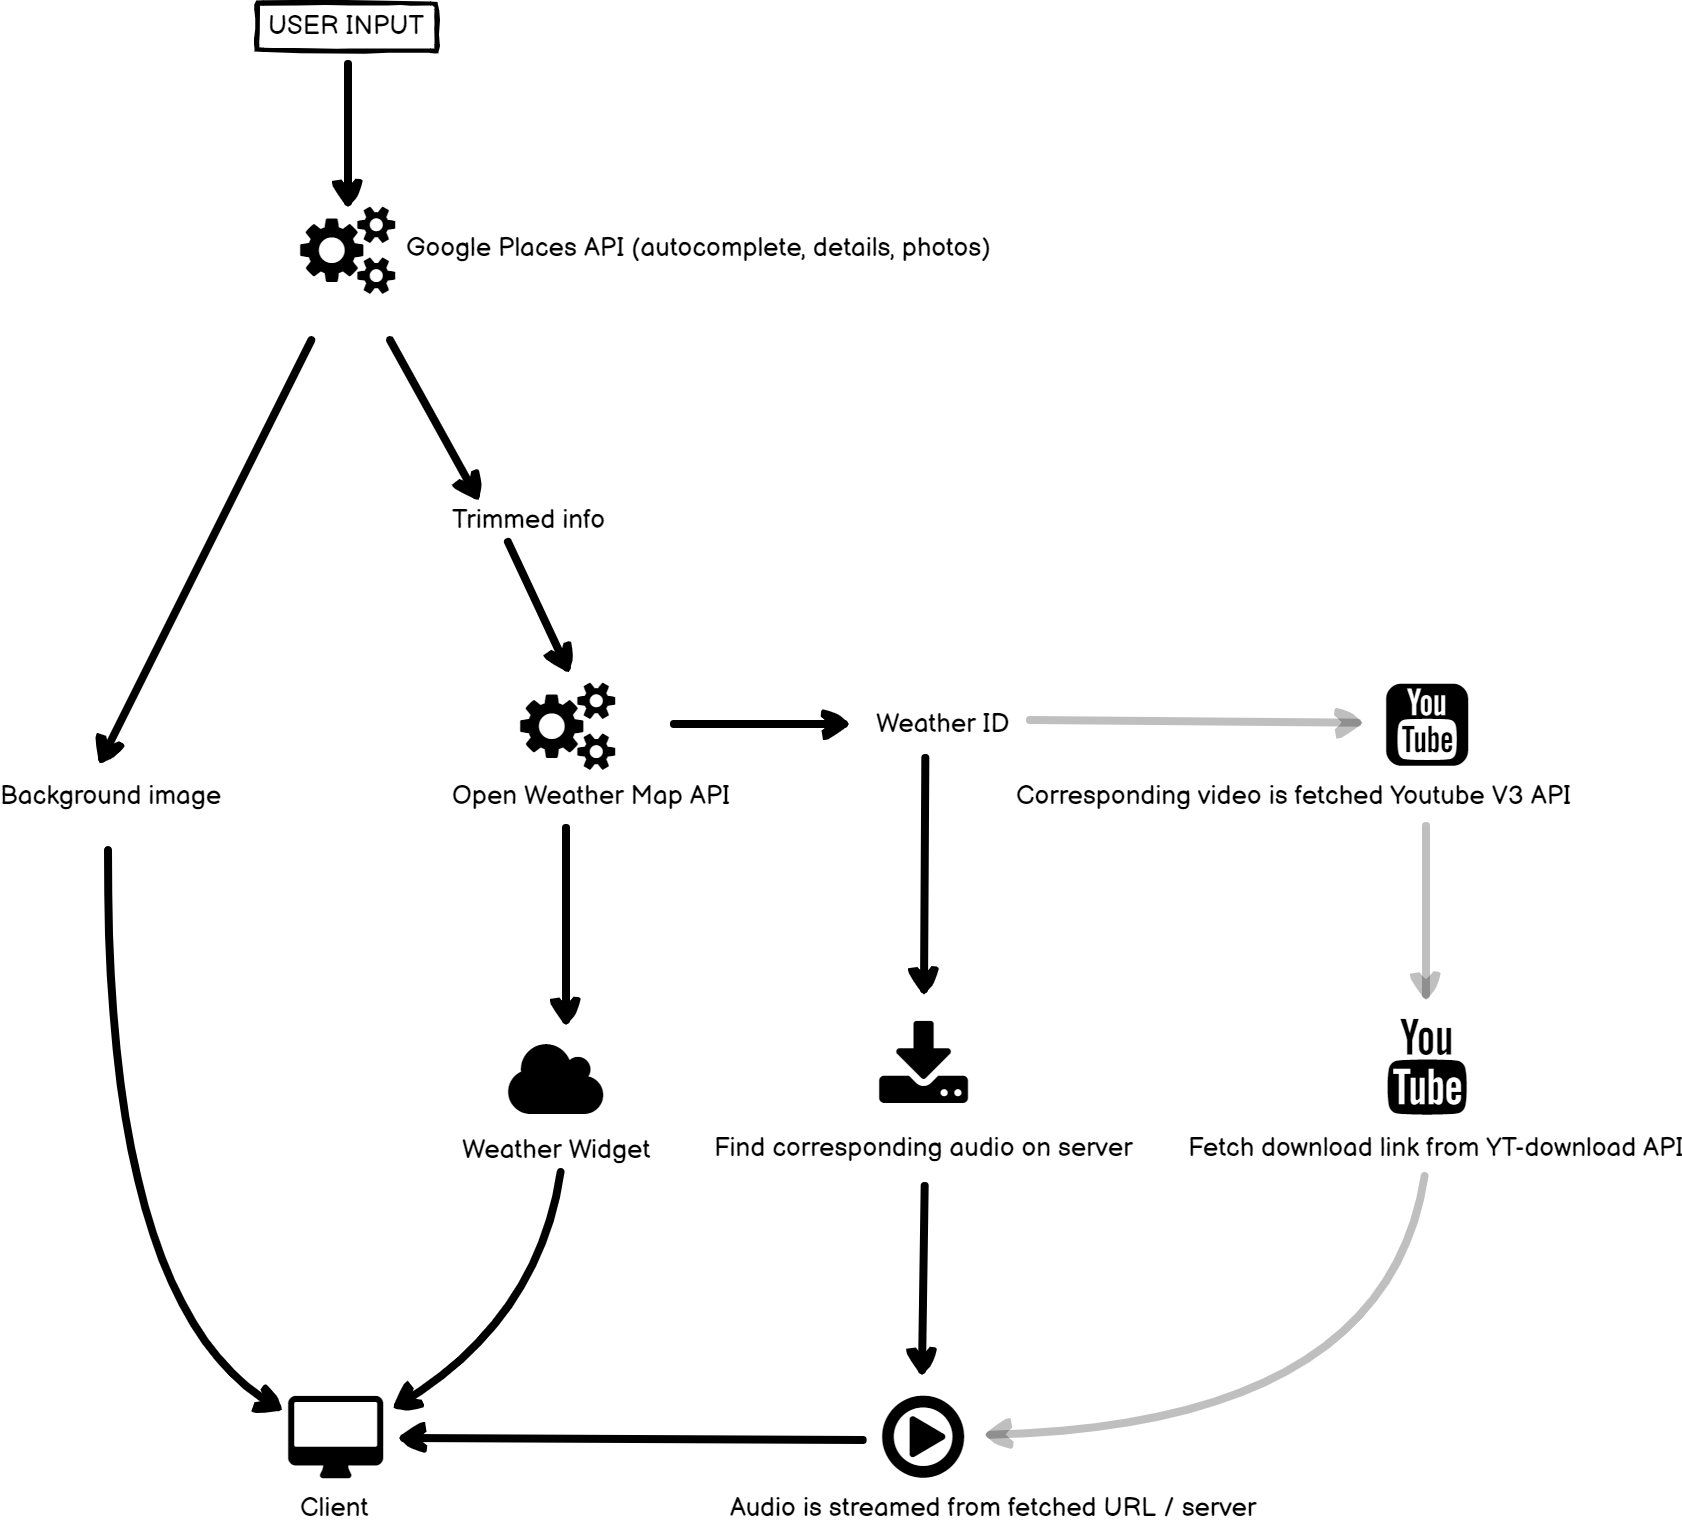 USER INPUT
Google Places API (autocomplete, details, photos)
Trimmed info
Weather ID
You
Tube
Background image
Open Weather Map API
Corresponding video is fetched Youtube V3 API
You
Tube
Weather Widget
Find corresponding audio on server
Fetch download link from YT-download API
Client
Audio is streamed from fetched URL / server